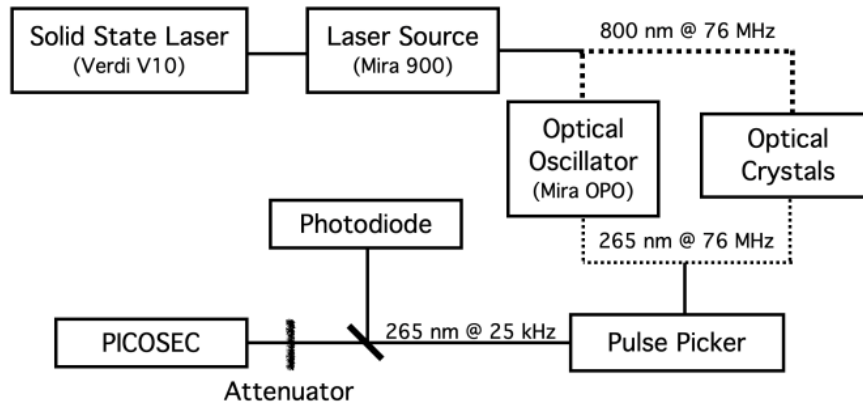 Solid State Laser
(Verdi V10)
Laser Source
(Mira 900)
800 nm @ 76 MHz
Optical
Oscillator
(Mira OPO)
Optical
Crystals
Photodiode
265 nm @ 76 MHz
PICOSEC
265 nm @ 25 kHz
Pulse Picker
Attenuator